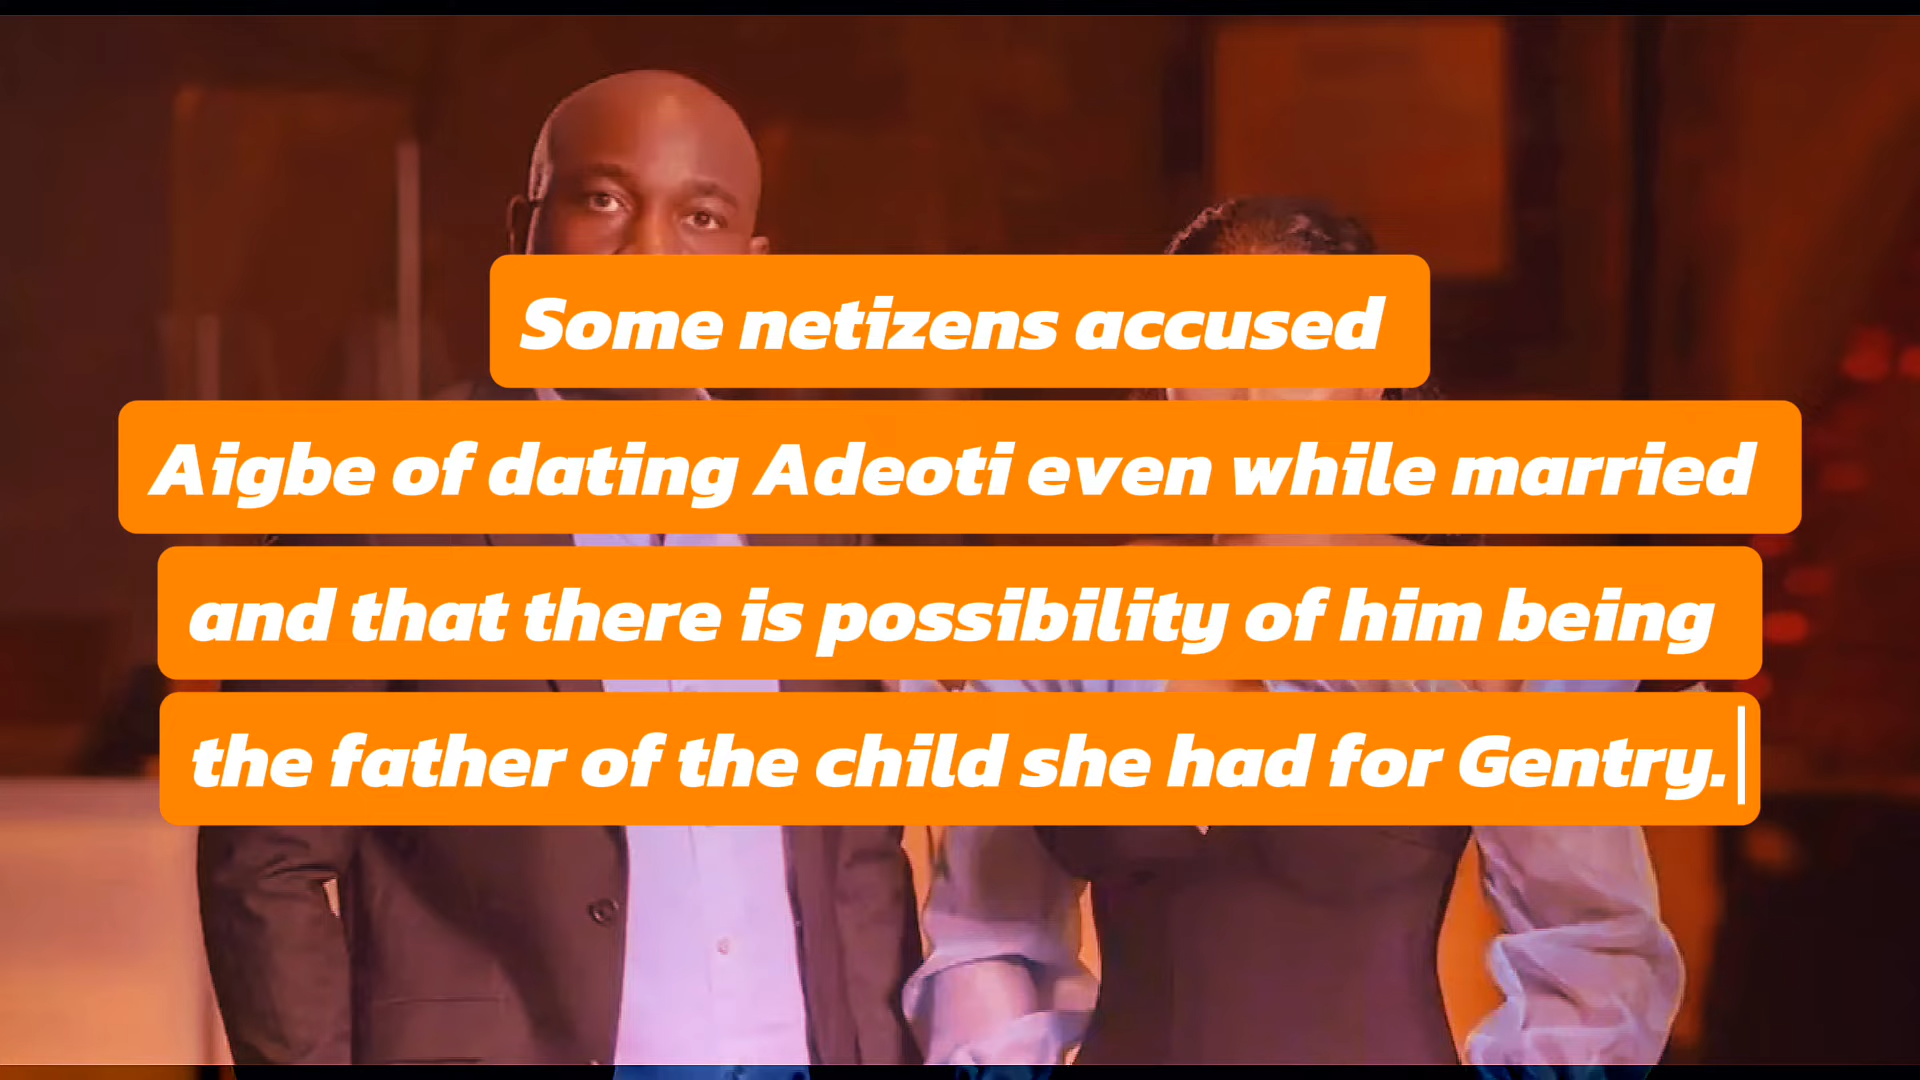 Some netizens accused
Aigbe of dating Adeoti even while married
and that there is possibility of him being
the father of the child she had for Gentry.